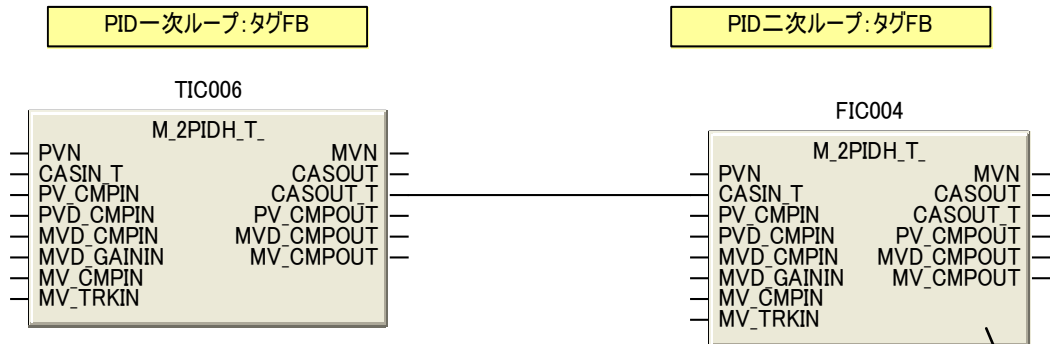 PID一次ループ:タグFB
PID二次ループ:タグFB
TIC006
M_2PIDH_T_
PVN MVN
CASIN_T CASOUT
PV_CMPIN CASOUT_T
PVD_CMPIN PV_CMPOUT
MVD_CMPIN MVD_CMPOUT
MVD_GAININ MV_CMPOUT
MV_CMPIN
MV_TRKIN
FIC004
M_2PIDH_T_
PVN MVN
CASIN_T CASOUT
PV_CMPIN CASOUT_T
PVD_CMPIN PV_CMPOUT
MVD_CMPIN MVD_CMPOUT
MVD_GAININ MV_CMPOUT
MV_CMPIN
MV_TRKIN